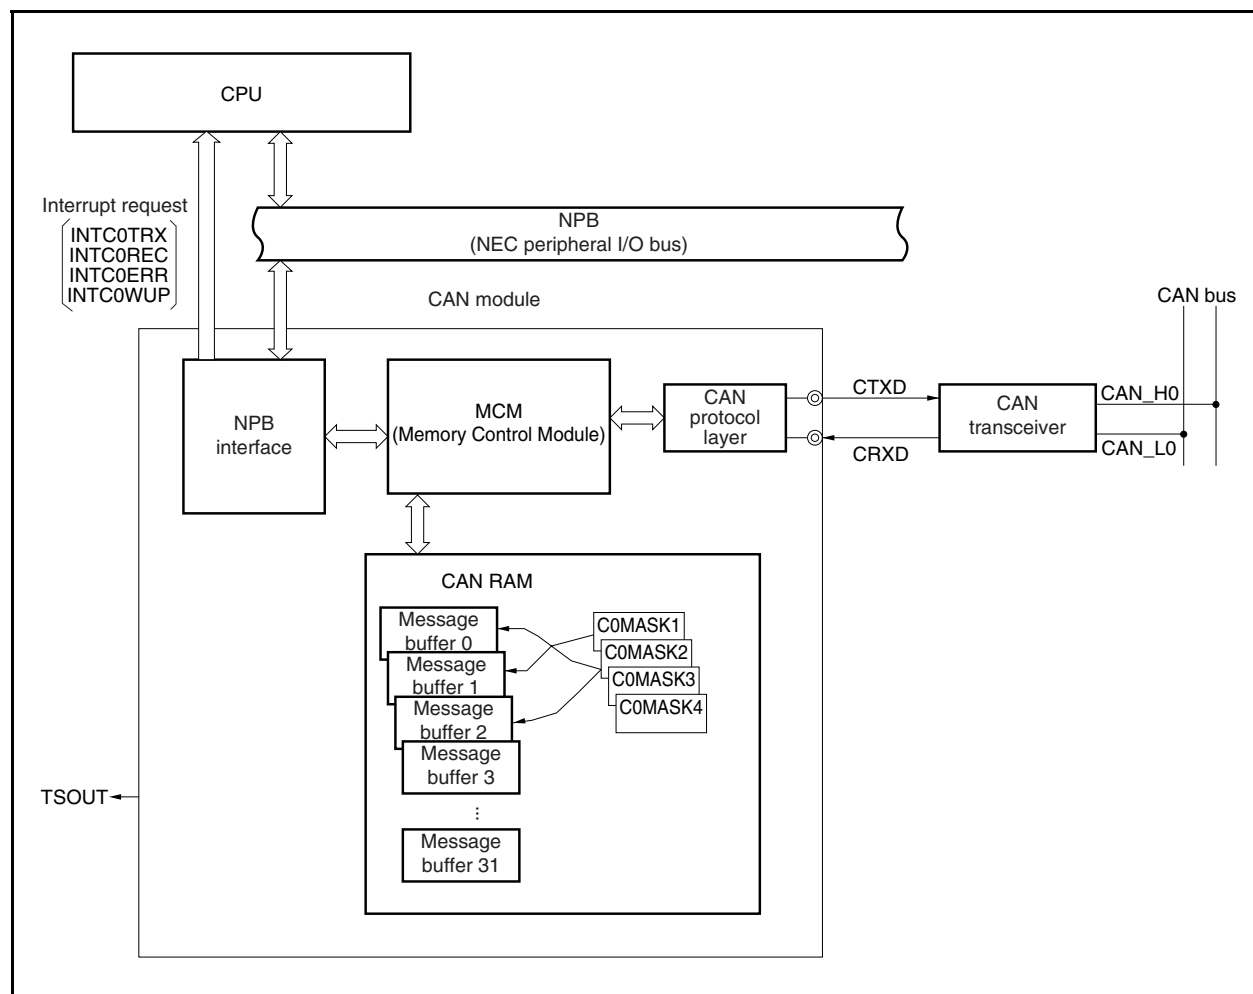 CPU
Interrupt request
INTC0TRX
INTC0REC
INTC0ERR
INTC0WUP
NPB
(NEC peripheral I/O bus)
CAN module
CAN bus
NPB
interface
MCM
(Memory Control Module)
CAN
protocol
layer
CTXD
CRXD
CAN
transceiver
CAN_H0
CAN_L0
CAN RAM
Message
buffer 0
Message
buffer 1
Message
buffer 2
Message
buffer 3
...
Message
buffer 31
C0MASK1
C0MASK2
C0MASK3
C0MASK4
TSOUT